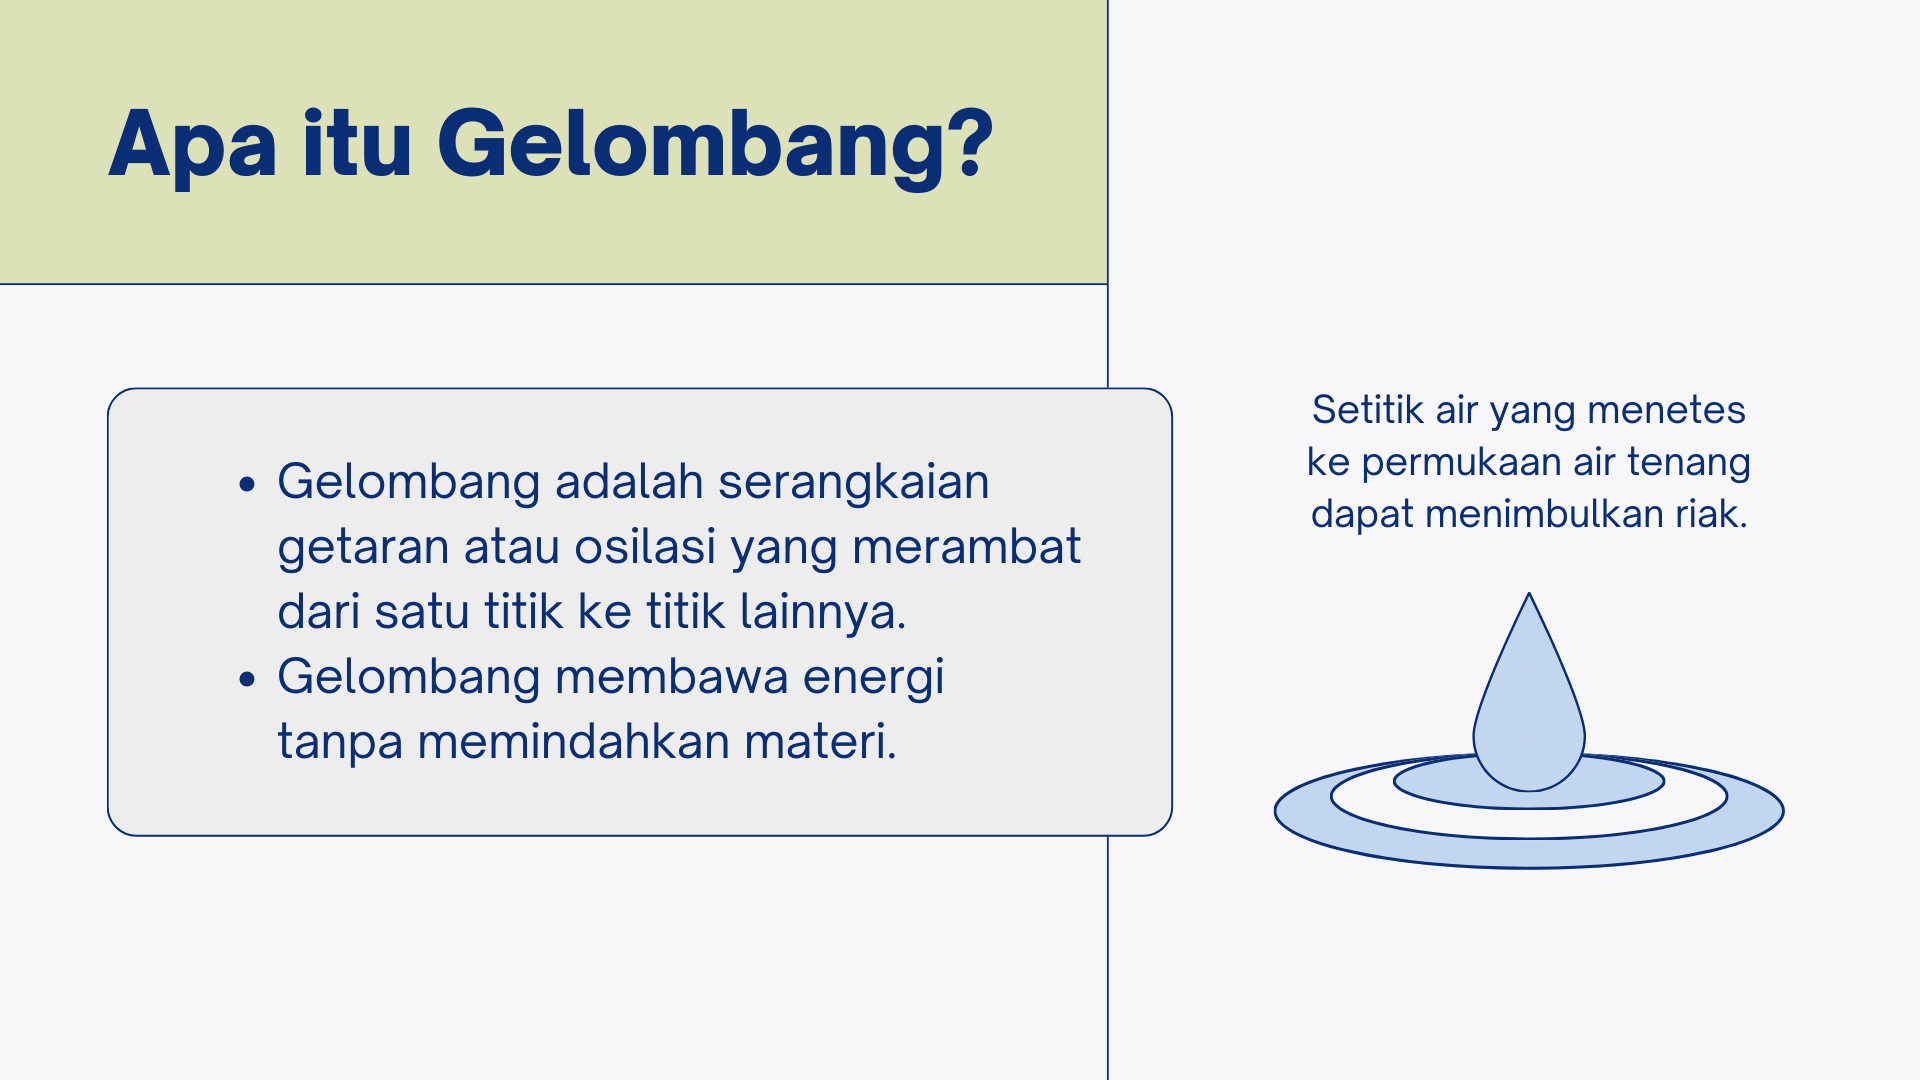 Apa itu Gelombang?
• Gelombang adalah serangkaian
getaran atau osilasi yang merambat
dari satu titik ke titik lainnya.
• Gelombang membawa energi
tanpa memindahkan materi.
Setitik air yang menetes
ke permukaan air tenang
dapat menimbulkan riak.